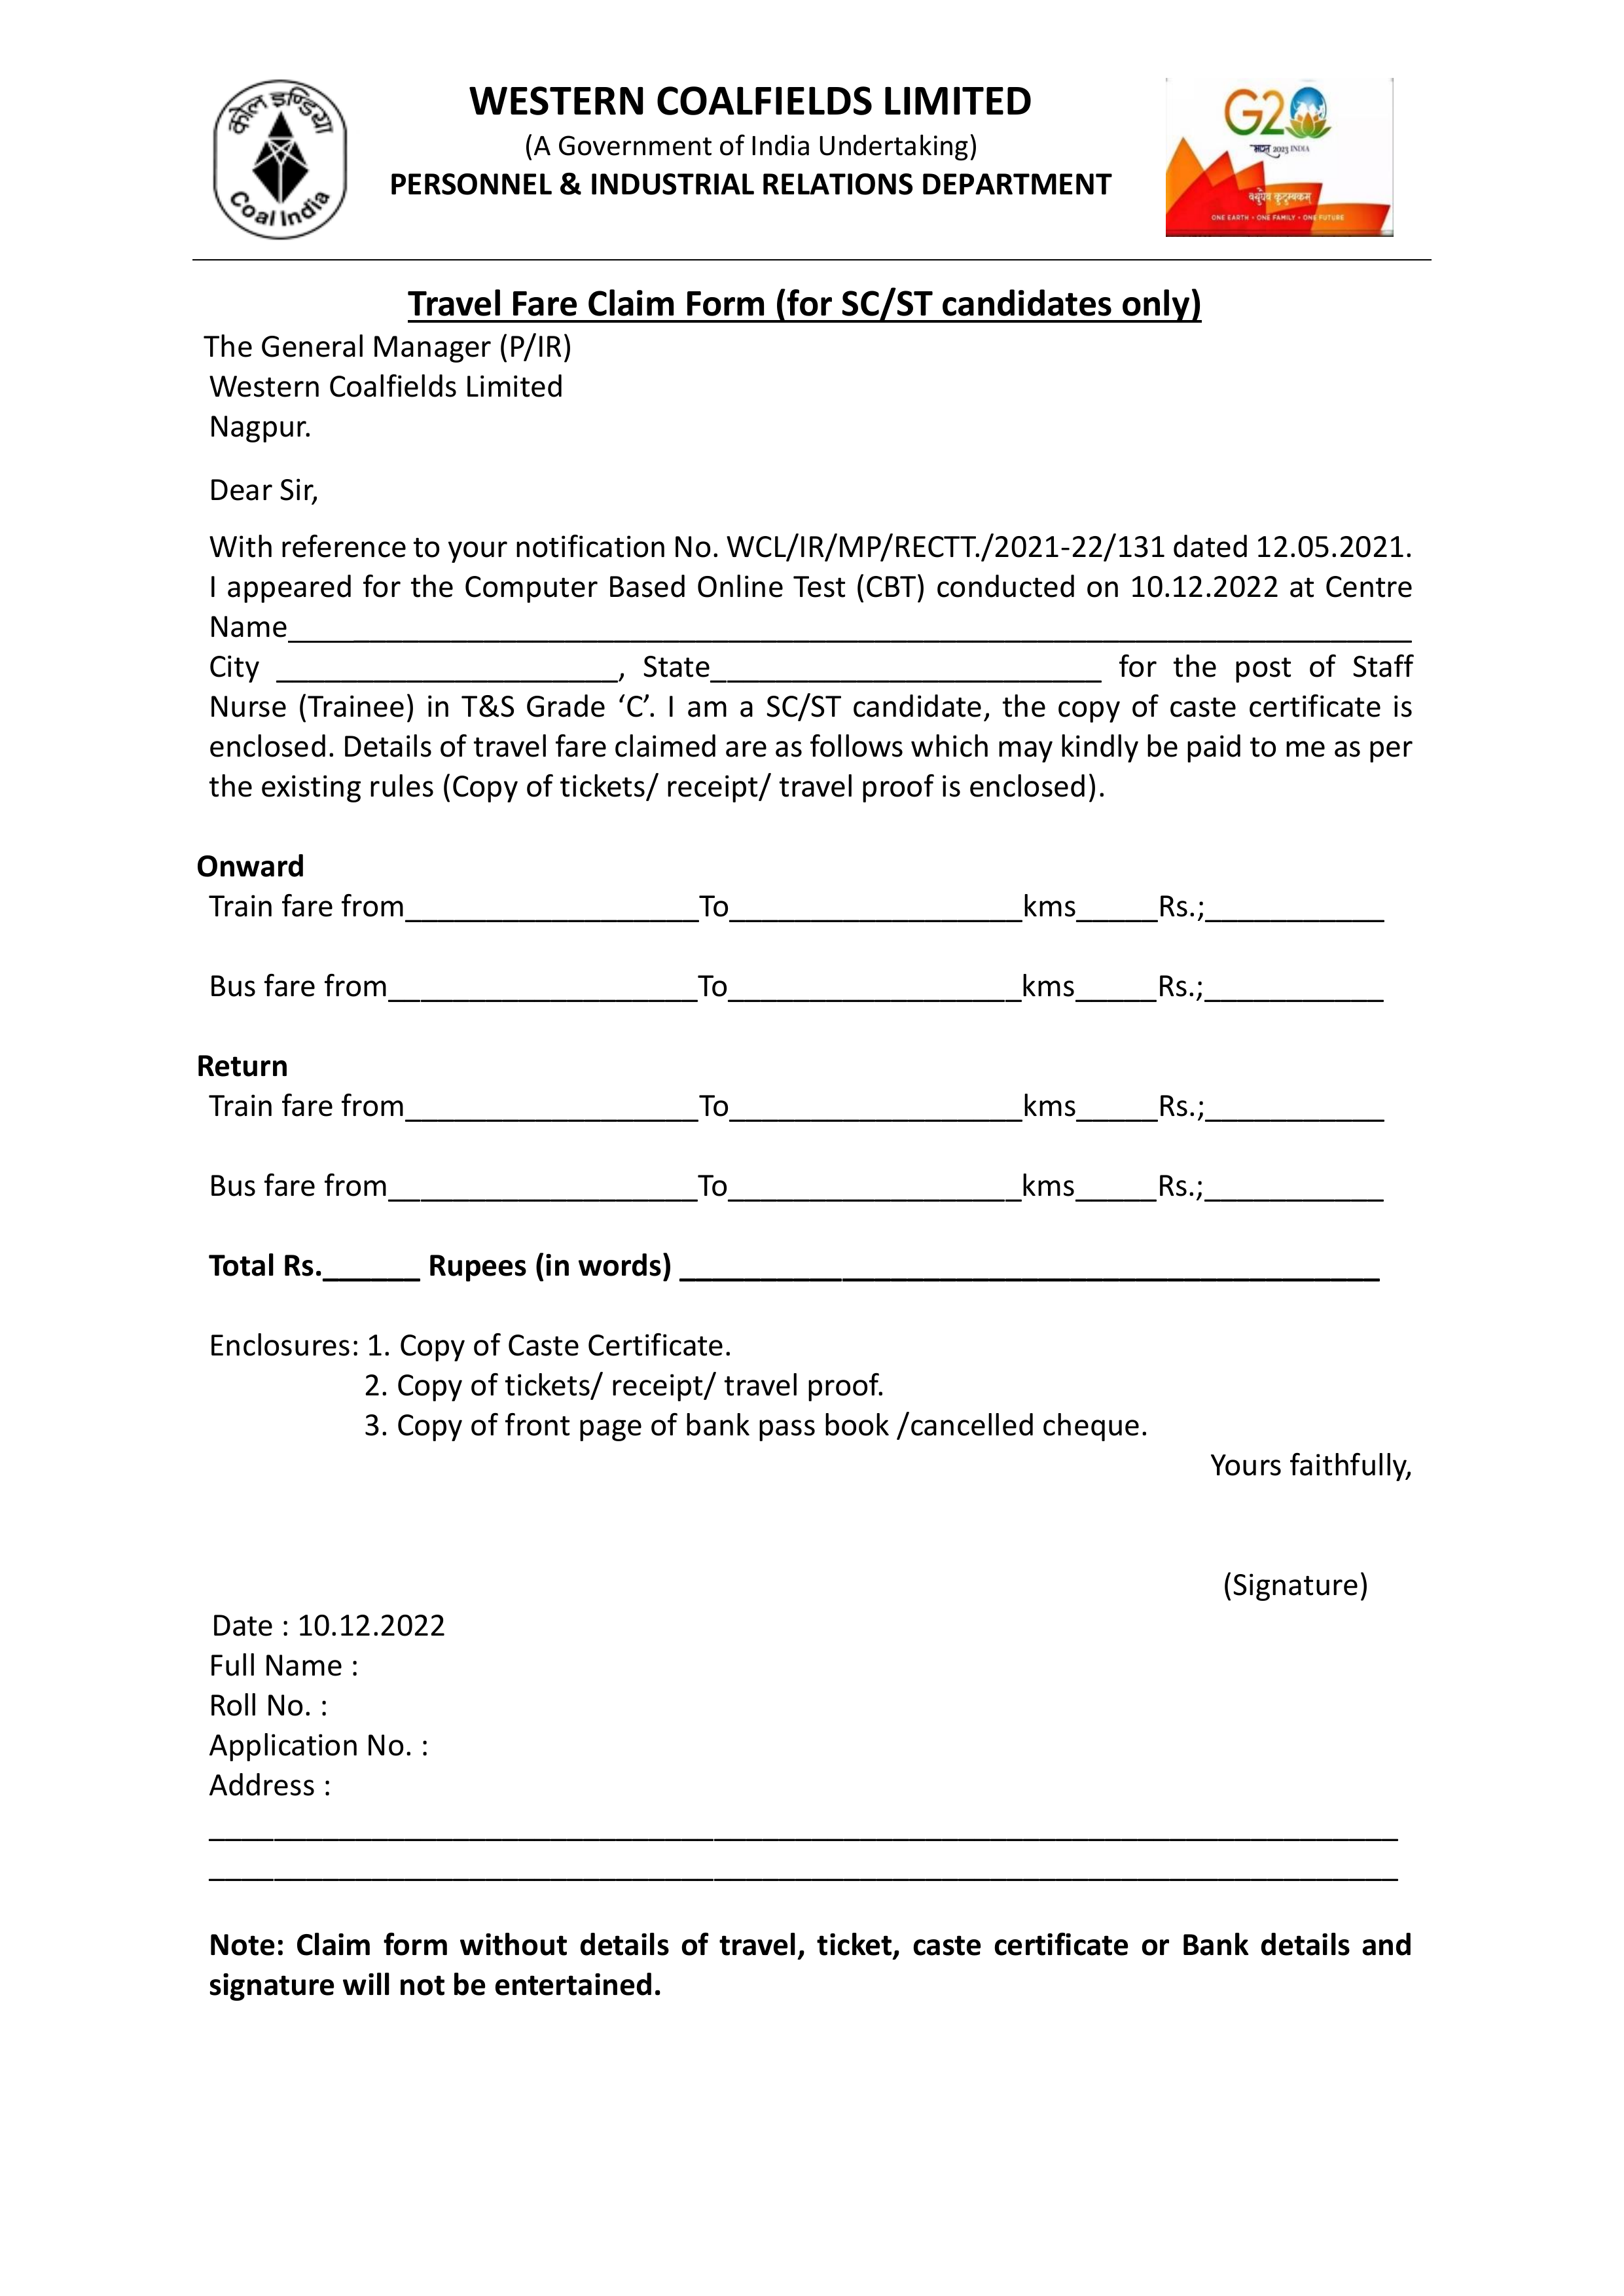 कोल इण्डिया
Coal India
WESTERN COALFIELDS LIMITED
(A Government of India Undertaking)
PERSONNEL & INDUSTRIAL RELATIONS DEPARTMENT
G20
भारत 2023 INDIA
वसुधैव कुटुम्बकम्
ONE EARTH • ONE FAMILY • ONE FUTURE
Travel Fare Claim Form (for SC/ST candidates only)
The General Manager (P/IR)
Western Coalfields Limited
Nagpur.
Dear Sir,
With reference to your notification No. WCL/IR/MP/RECTT./2021-22/131 dated 12.05.2021.
I appeared for the Computer Based Online Test (CBT) conducted on 10.12.2022 at Centre
Name_____________________________________________________________________
City _____________________, State________________________ for the post of Staff
Nurse (Trainee) in T&S Grade ‘C’. I am a SC/ST candidate, the copy of caste certificate is
enclosed. Details of travel fare claimed are as follows which may kindly be paid to me as per
the existing rules (Copy of tickets/ receipt/ travel proof is enclosed).
Onward
Train fare from__________________To__________________kms_____Rs.;___________
Bus fare from___________________To__________________kms_____Rs.;___________
Return
Train fare from__________________To__________________kms_____Rs.;___________
Bus fare from___________________To__________________kms_____Rs.;___________
Total Rs.______ Rupees (in words) ___________________________________________
Enclosures: 1. Copy of Caste Certificate.
2. Copy of tickets/ receipt/ travel proof.
3. Copy of front page of bank pass book /cancelled cheque.
Yours faithfully,
(Signature)
Date : 10.12.2022
Full Name :
Roll No. :
Application No. :
Address :
_________________________________________________________________________
_________________________________________________________________________
Note: Claim form without details of travel, ticket, caste certificate or Bank details and
signature will not be entertained.